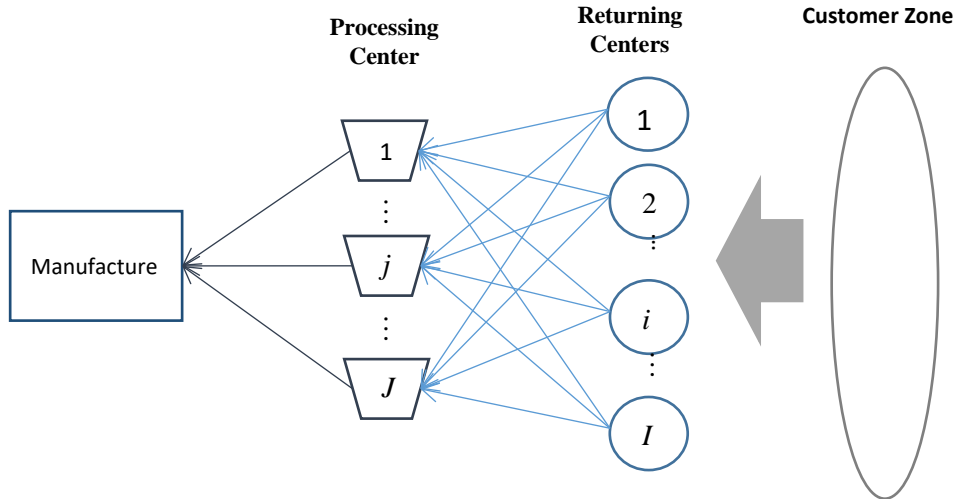 Processing
Center
Returning
Centers
Customer Zone
1
1
2
⋮
⋮
Manufacture
j
i
⋮
⋮
J
I